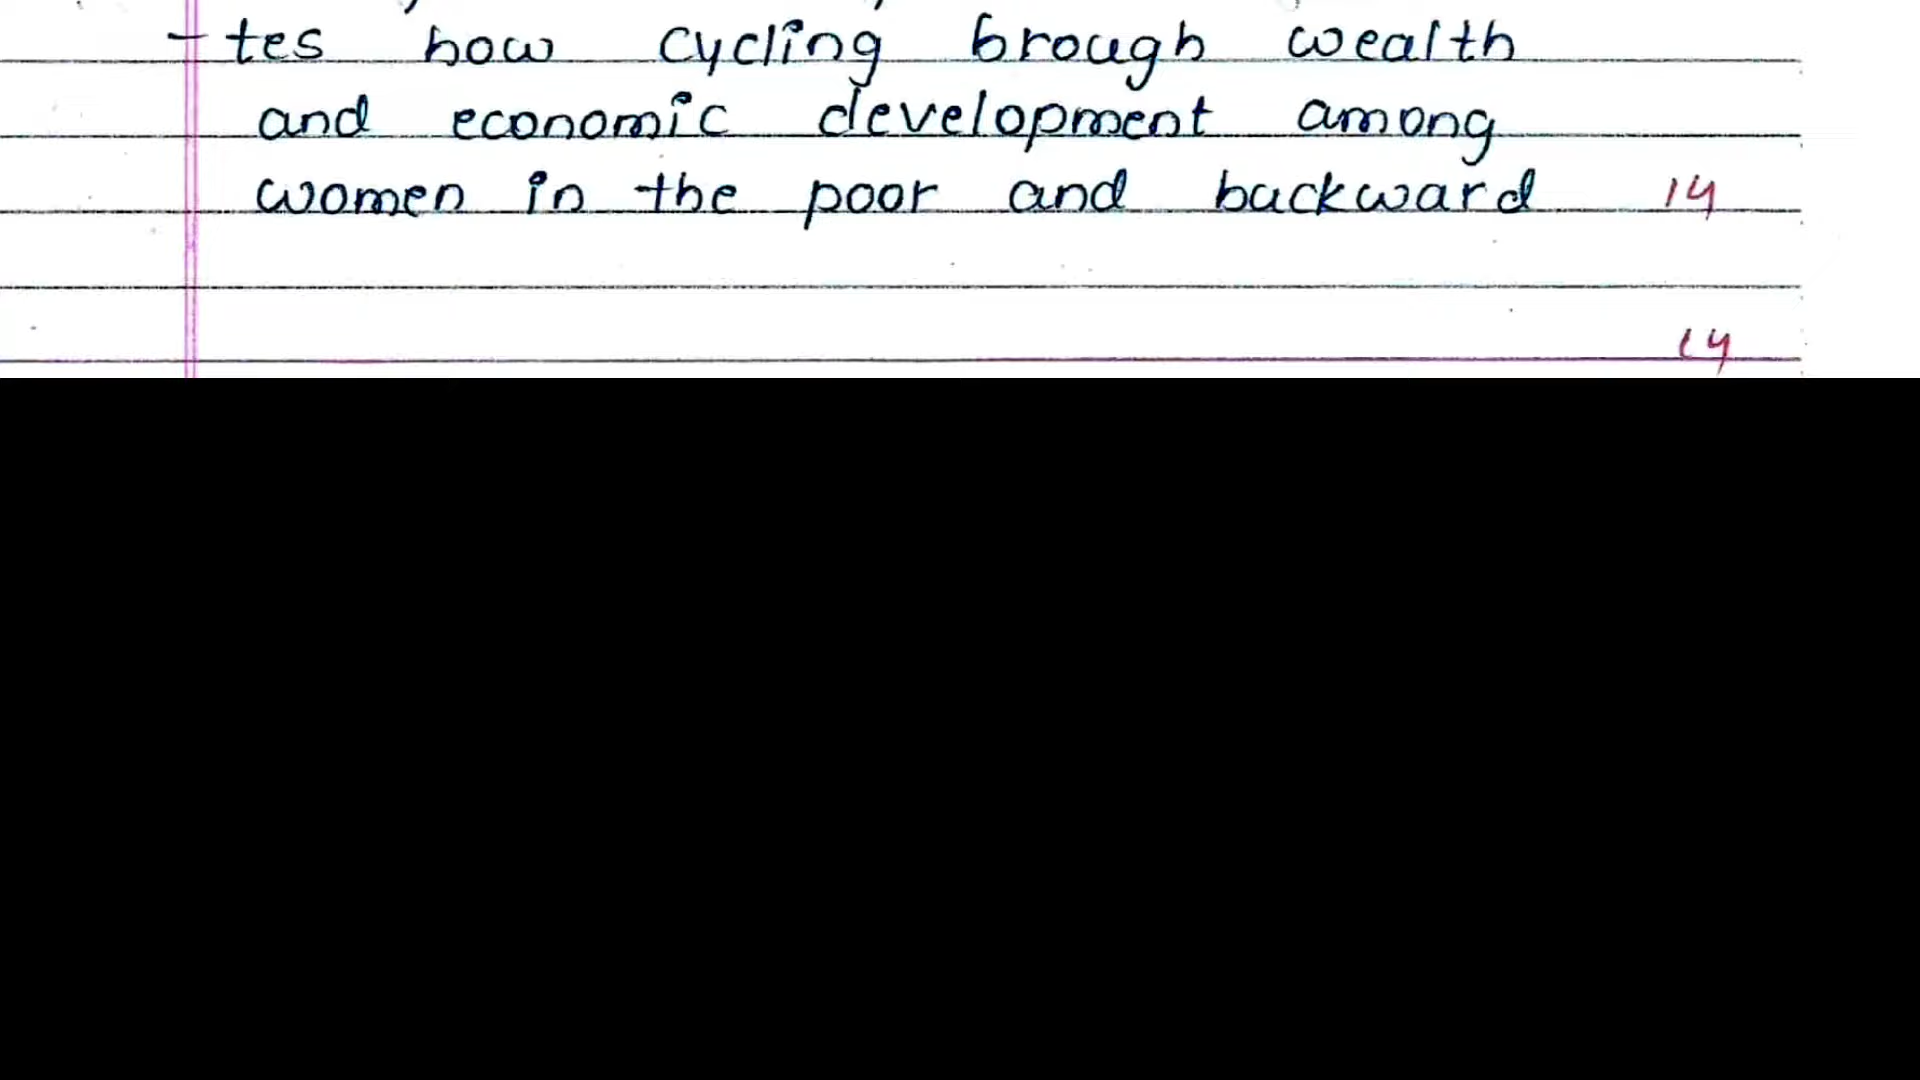 - tes how cycling brough wealth
and economic development among
women in the poor and backward 14
14